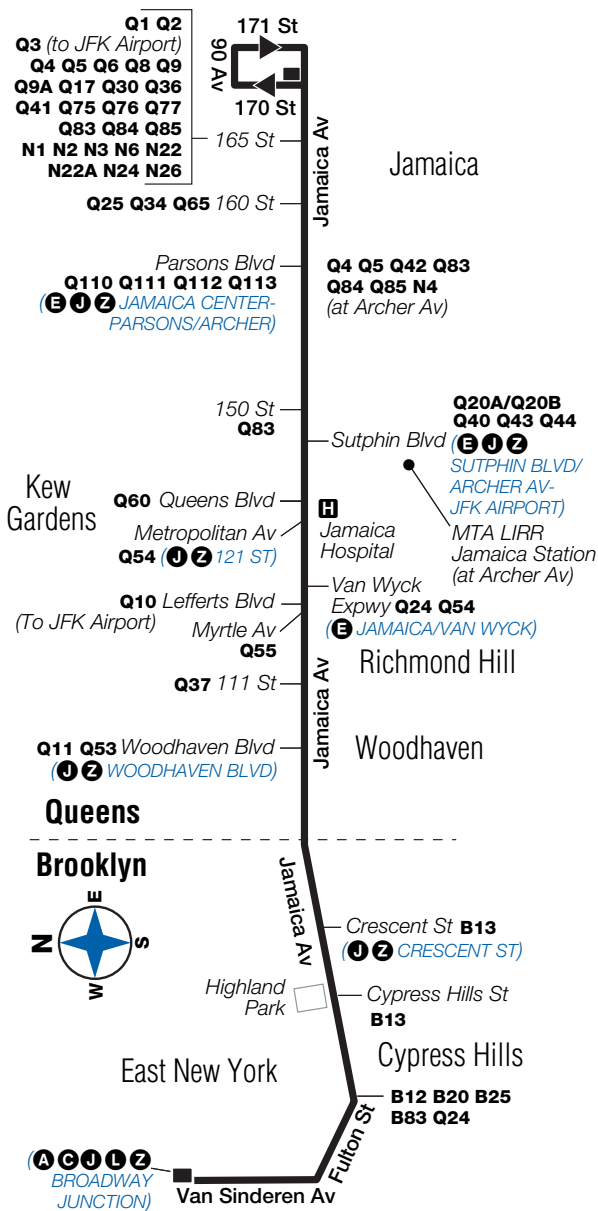 Q1 Q2
Q3 (to JFK Airport)
Q4 Q5 Q6 Q8 Q9
Q9A Q17 Q30 Q36
Q41 Q75 Q76 Q77
Q83 Q84 Q85
N1 N2 N3 N6 N22
N22A N24 N26
165 St
171 St
90 Av
170 St
Jamaica Av
Jamaica
Q25 Q34 Q65 160 St
Parsons Blvd
Q110 Q111 Q112 Q113
(E J Z JAMAICA CENTER-
PARSONS/ARCHER)
Q4 Q5 Q42 Q83
Q84 Q85 N4
(at Archer Av)
150 St
Q83
Q20A/Q20B
Q40 Q43 Q44
Sutphin Blvd (E J Z
SUTPHIN BLVD/
ARCHER AV-
JFK AIRPORT)
MTA LIRR
Jamaica Station
(at Archer Av)
Kew
Gardens
Q60 Queens Blvd
H
Jamaica
Hospital
Metropolitan Av
Q54 (J Z 121 ST)
Van Wyck
Expwy Q24 Q54
(E JAMAICA/VAN WYCK)
Q10 Lefferts Blvd
(To JFK Airport)
Myrtle Av
Q55
Richmond Hill
Q37 111 St
Jamaica Av
Q11 Q53 Woodhaven Blvd
(J Z WOODHAVEN BLVD)
Woodhaven
Queens
Brooklyn
E
N
S
W
Jamaica Av
Crescent St B13
(J Z CRESCENT ST)
Highland
Park
Cypress Hills St
B13
East New York
Cypress Hills
B12 B20 B25
B83 Q24
Fulton St
(A C J L Z
BROADWAY
JUNCTION)
Van Sinderen Av